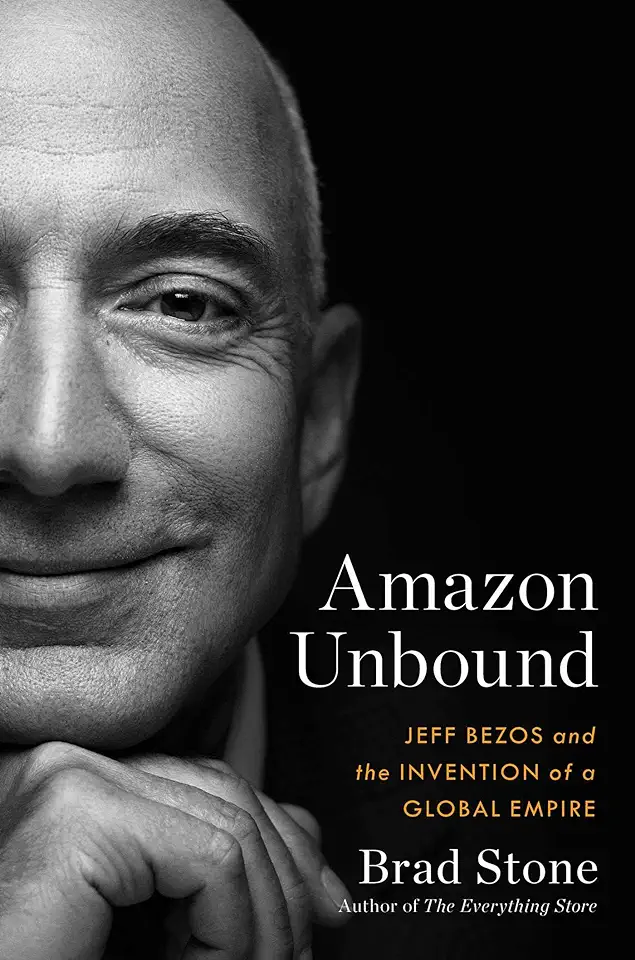 Amazon
Unbound
JEFF BEZOS and
the INVENTION of a
GLOBAL EMPIRE
Brad Stone
Author of The Everything Store